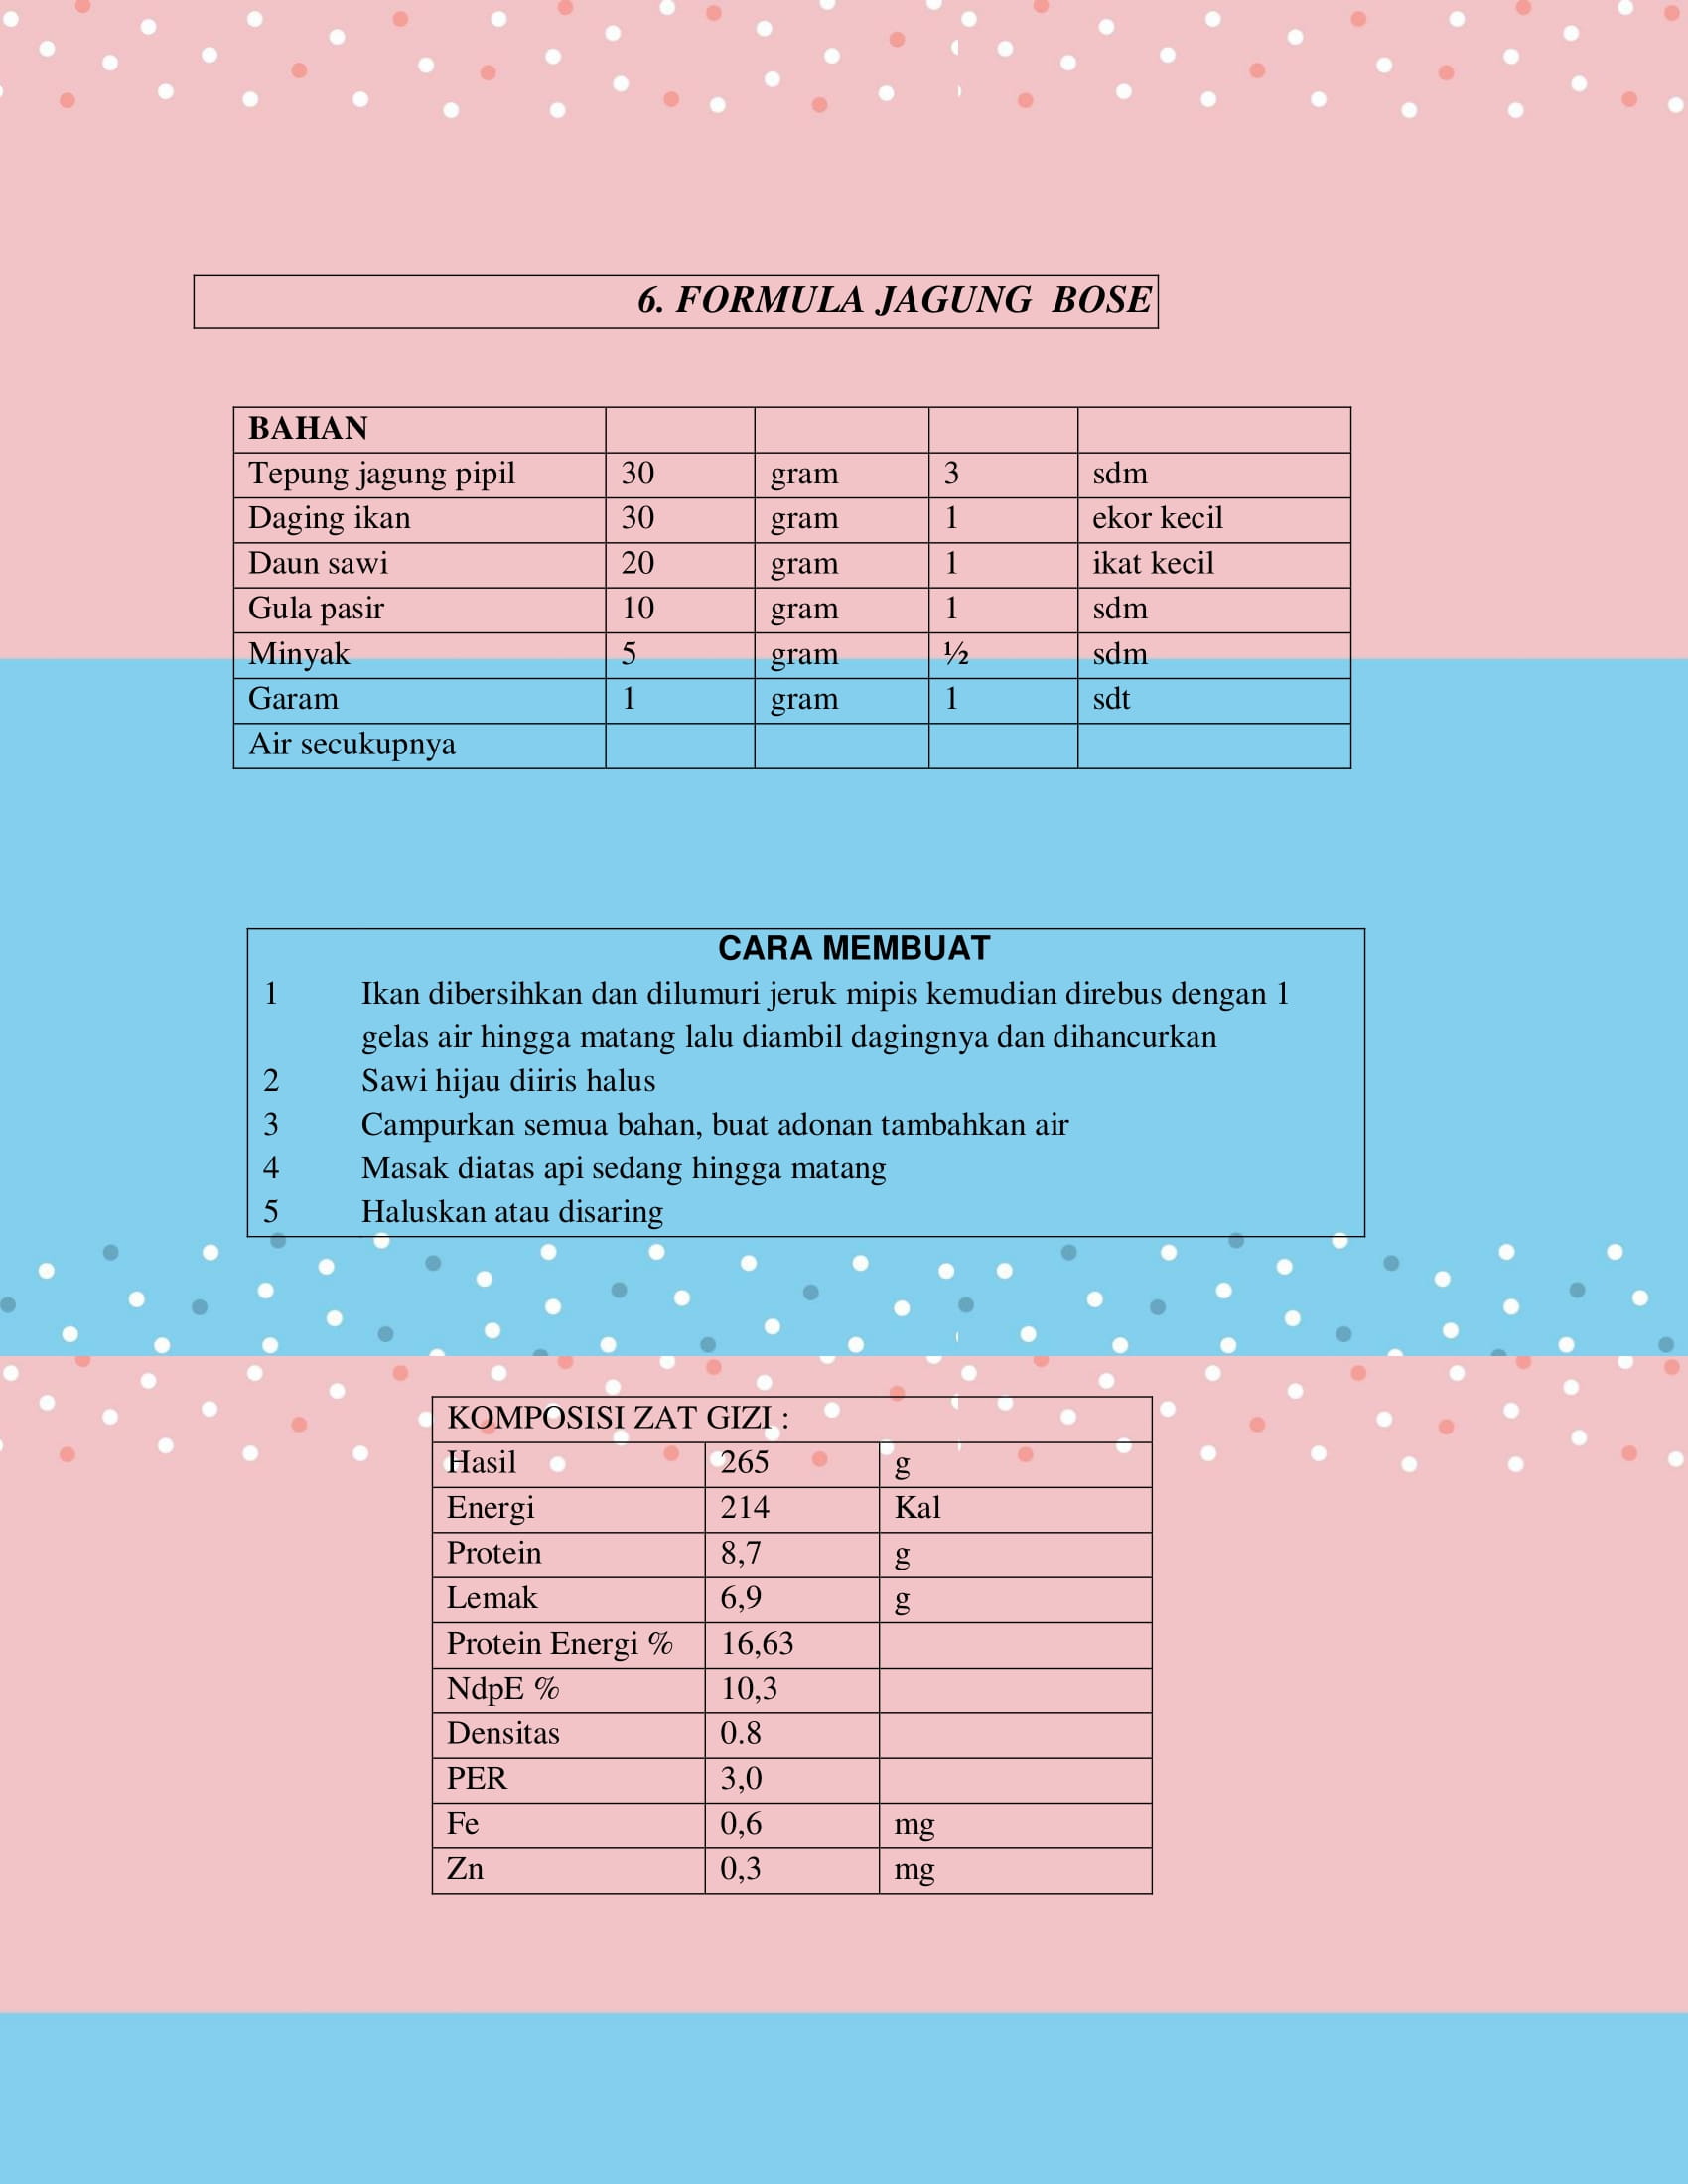 6. FORMULA JAGUNG BOSE
BAHAN
Tepung jagung pipil 30 gram 3 sdm
Daging ikan 30 gram 1 ekor kecil
Daun sawi 20 gram 1 ikat kecil
Gula pasir 10 gram 1 sdm
Minyak 5 gram ½ sdm
Garam 1 gram 1 sdt
Air secukupnya
CARA MEMBUAT
1 Ikan dibersihkan dan dilumuri jeruk mipis kemudian direbus dengan 1
gelas air hingga matang lalu diambil dagingnya dan dihancurkan
2 Sawi hijau diiris halus
3 Campurkan semua bahan, buat adonan tambahkan air
4 Masak diatas api sedang hingga matang
5 Haluskan atau disaring
KOMPOSISI ZAT GIZI :
Hasil 265 g
Energi 214 Kal
Protein 8,7 g
Lemak 6,9 g
Protein Energi % 16,63
NdpE % 10,3
Densitas 0.8
PER 3,0
Fe 0,6 mg
Zn 0,3 mg